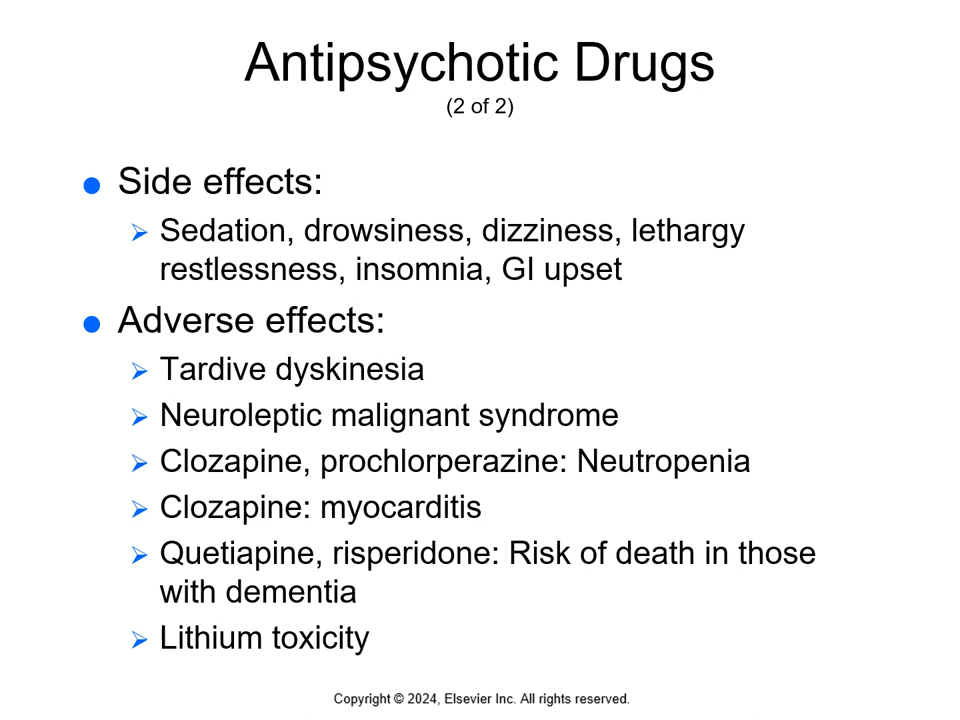 Antipsychotic Drugs
(2 of 2)
Side effects:
Sedation, drowsiness, dizziness, lethargy
restlessness, insomnia, GI upset
Adverse effects:
Tardive dyskinesia
Neuroleptic malignant syndrome
Clozapine, prochlorperazine: Neutropenia
Clozapine: myocarditis
Quetiapine, risperidone: Risk of death in those
with dementia
Lithium toxicity
Copyright © 2024, Elsevier Inc. All rights reserved.